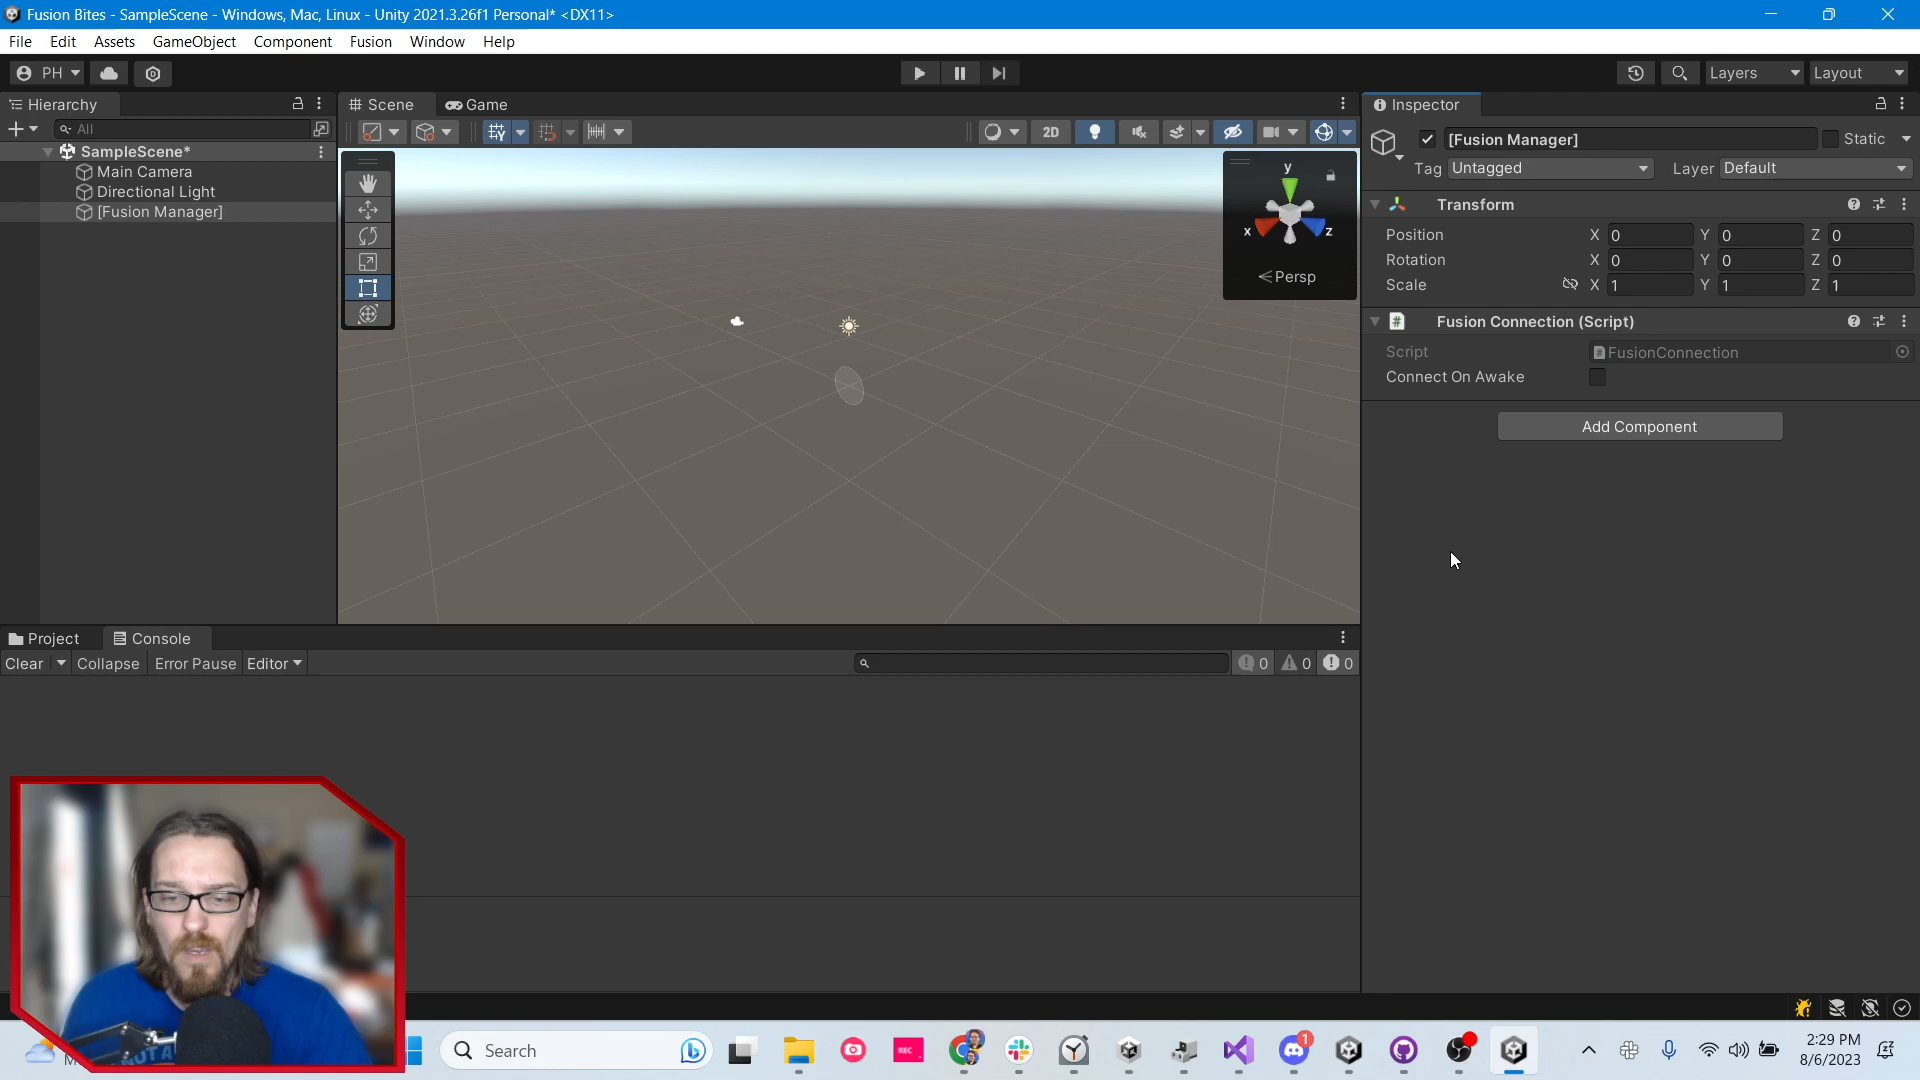 Fusion Bites - SampleScene - Windows, Mac, Linux - Unity 2021.3.26f1 Personal* <DX11>
File Edit Assets GameObject Component Fusion Window Help
PH Layers Layout
Hierarchy
Scene Game
Inspector
All
2D
[Fusion Manager] Static
SampleScene*
Tag Untagged Layer Default
Main Camera
Directional Light
[Fusion Manager]
y
x z
Persp
Transform
Position X 0 Y 0 Z 0
Rotation X 0 Y 0 Z 0
Scale X 1 Y 1 Z 1
Fusion Connection (Script)
Script FusionConnection
Connect On Awake
Add Component
Project Console
Clear Collapse Error Pause Editor 0 0 0
Search REC 1
2:29 PM
8/6/2023